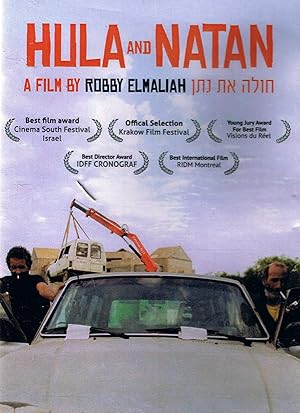 HULA AND NATAN
A FILM BY ROBBY ELMALIAH חולה את נתן
Best film award
Cinema South Festival
Israel
Offical Selection
Krakow Film Festival
Young Jury Award
For Best Film
Visions du Réel
Best Director Award
IDFF CRONOGRAF
Best International Film
RIDM Montreal